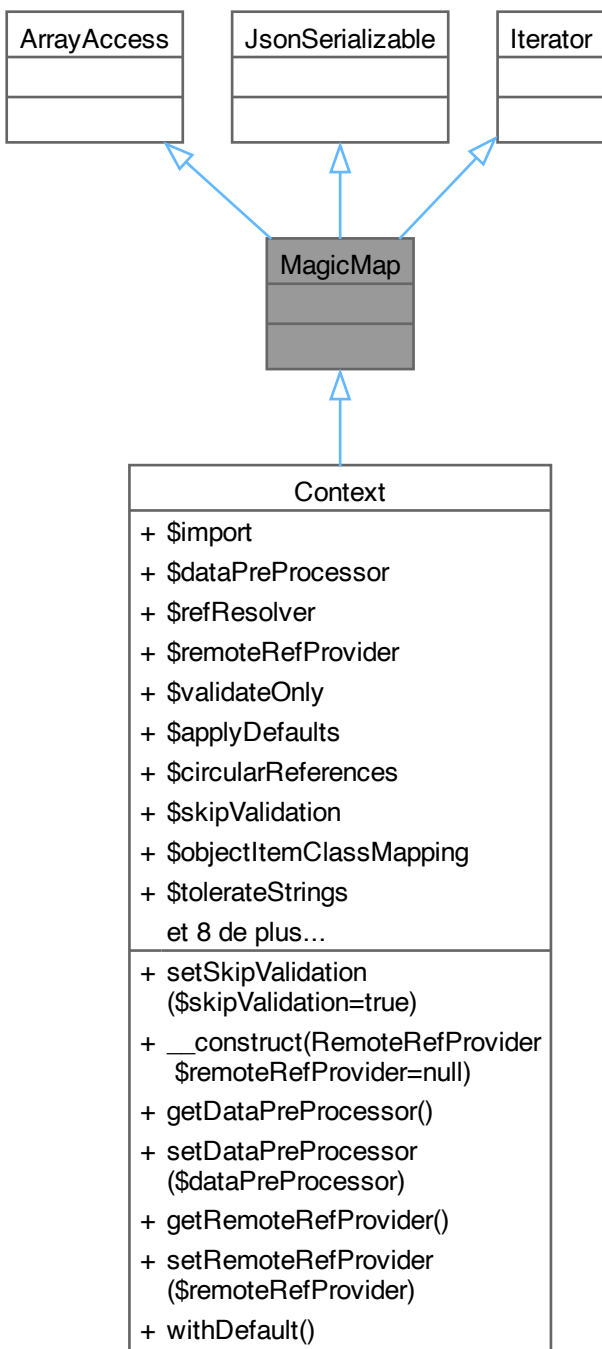 ArrayAccess
JsonSerializable
Iterator
MagicMap
Context
+ $import
+ $dataPreProcessor
+ $refResolver
+ $remoteRefProvider
+ $validateOnly
+ $applyDefaults
+ $circularReferences
+ $skipValidation
+ $objectItemClassMapping
+ $tolerateStrings
et 8 de plus...
+ setSkipValidation
($skipValidation=true)
+ __construct(RemoteRefProvider
$remoteRefProvider=null)
+ getDataPreProcessor()
+ setDataPreProcessor
($dataPreProcessor)
+ getRemoteRefProvider()
+ setRemoteRefProvider
($remoteRefProvider)
+ withDefault()